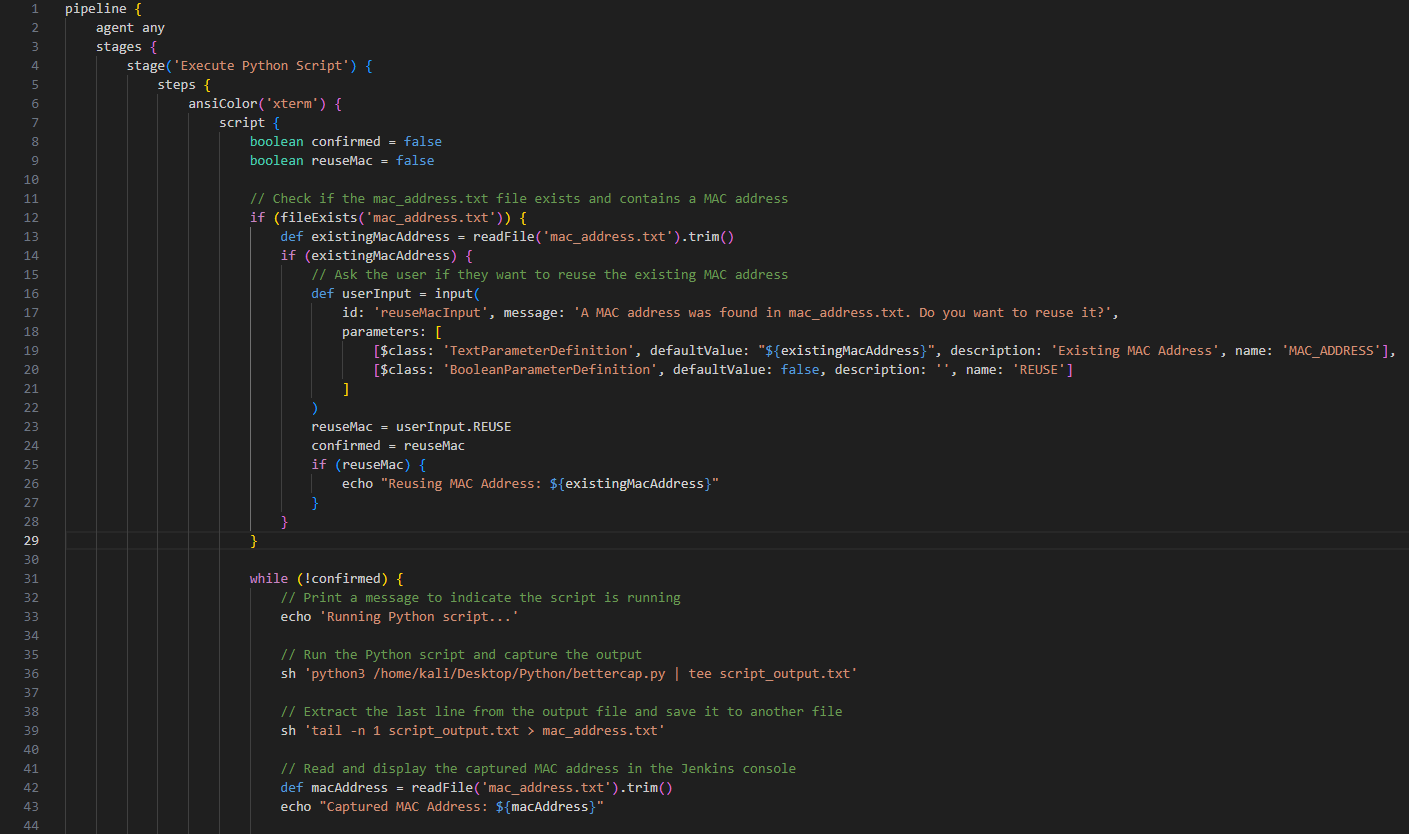 1 pipeline {
2     agent any
3     stages {
4         stage('Execute Python Script') {
5             steps {
6                 ansiColor('xterm') {
7                     script {
8                         boolean confirmed = false
9                         boolean reuseMac = false
10
11                         // Check if the mac_address.txt file exists and contains a MAC address
12                         if (fileExists('mac_address.txt')) {
13                             def existingMacAddress = readFile('mac_address.txt').trim()
14                             if (existingMacAddress) {
15                                 // Ask the user if they want to reuse the existing MAC address
16                                 def userInput = input(
17                                     id: 'reuseMacInput', message: 'A MAC address was found in mac_address.txt. Do you want to reuse it?',
18                                     parameters: [
19                                         [$class: 'TextParameterDefinition', defaultValue: "${existingMacAddress}", description: 'Existing MAC Address', name: 'MAC_ADDRESS'],
20                                         [$class: 'BooleanParameterDefinition', defaultValue: false, description: '', name: 'REUSE']
21                                     ]
22                                 )
23                                 reuseMac = userInput.REUSE
24                                 confirmed = reuseMac
25                                 if (reuseMac) {
26                                     echo "Reusing MAC Address: ${existingMacAddress}"
27                                 }
28                             }
29                         }
30
31                         while (!confirmed) {
32                             // Print a message to indicate the script is running
33                             echo 'Running Python script...'
34
35                             // Run the Python script and capture the output
36                             sh 'python3 /home/kali/Desktop/Python/bettercap.py | tee script_output.txt'
37
38                             // Extract the last line from the output file and save it to another file
39                             sh 'tail -n 1 script_output.txt > mac_address.txt'
40
41                             // Read and display the captured MAC address in the Jenkins console
42                             def macAddress = readFile('mac_address.txt').trim()
43                             echo "Captured MAC Address: ${macAddress}"
44